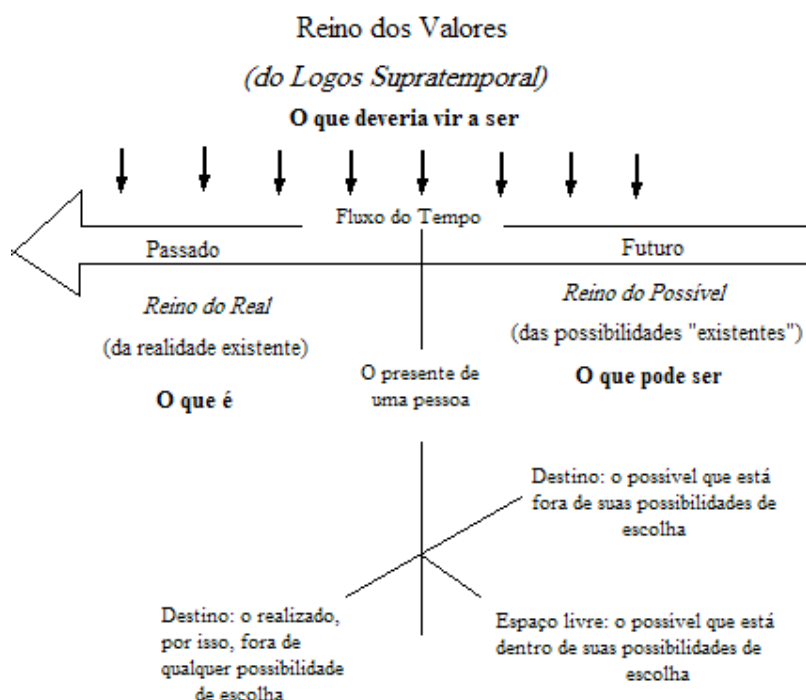 Reino dos Valores
(do Logos Supratemporal)
O que deveria vir a ser
Fluxo do Tempo
Passado
Futuro
Reino do Real
(da realidade existente)
O que é
O presente de
uma pessoa
Reino do Possível
(das possibilidades "existentes")
O que pode ser
Destino: o possível que está
fora de suas possibilidades de
escolha
Destino: o realizado,
por isso, fora de
qualquer possibilidade
de escolha
Espaço livre: o possível que está
dentro de suas possibilidades de
escolha